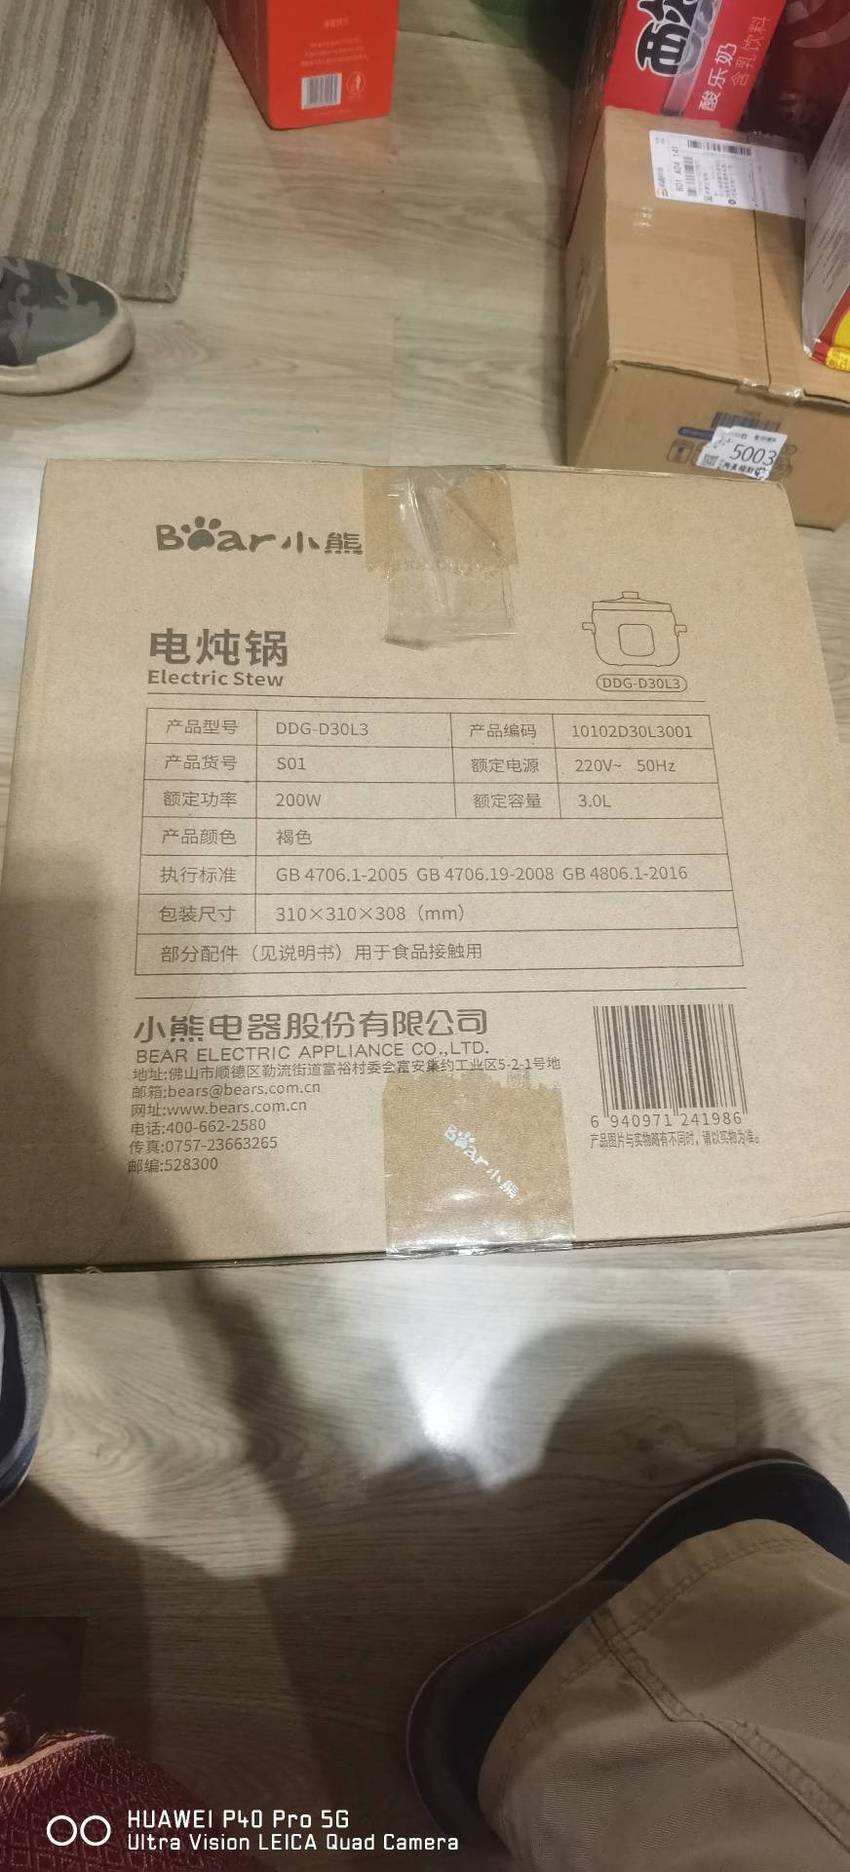 酸乐奶
含乳饮料
801 A04 141
5003
Bear小熊
电炖锅
Electric Stew
DDG-D30L3
产品型号 DDG-D30L3 产品编码 10102D30L3001
产品货号 S01 额定电源 220V~ 50Hz
额定功率 200W 额定容量 3.0L
产品颜色 褐色
执行标准 GB 4706.1-2005 GB 4706.19-2008 GB 4806.1-2016
包装尺寸 310×310×308（mm）
部分配件（见说明书）用于食品接触用
小熊电器股份有限公司
BEAR ELECTRIC APPLIANCE CO.,LTD.
地址:佛山市顺德区勒流街道富裕村委会富安集约工业区5-2-1号地
邮箱:bears@bears.com.cn
网址:www.bears.com.cn
电话:400-662-2580
传真:0757-23663265
邮编:528300
6 940971 241986
产品图片与实物略有不同时，请以实物为准。
Bear小熊
HUAWEI P40 Pro 5G
Ultra Vision LEICA Quad Camera